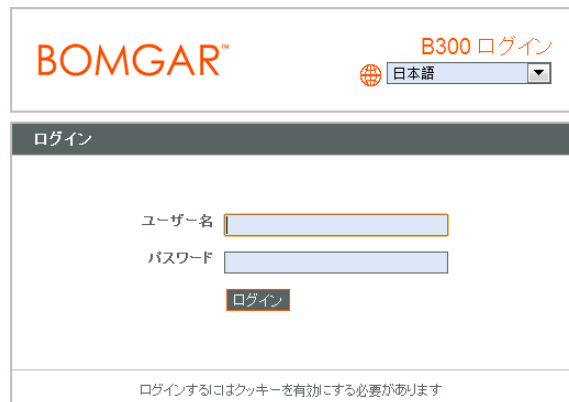 BOMGAR™
B300 ログイン
日本語
ログイン
ユーザー名
パスワード
ログイン
ログインするにはクッキーを有効にする必要があります